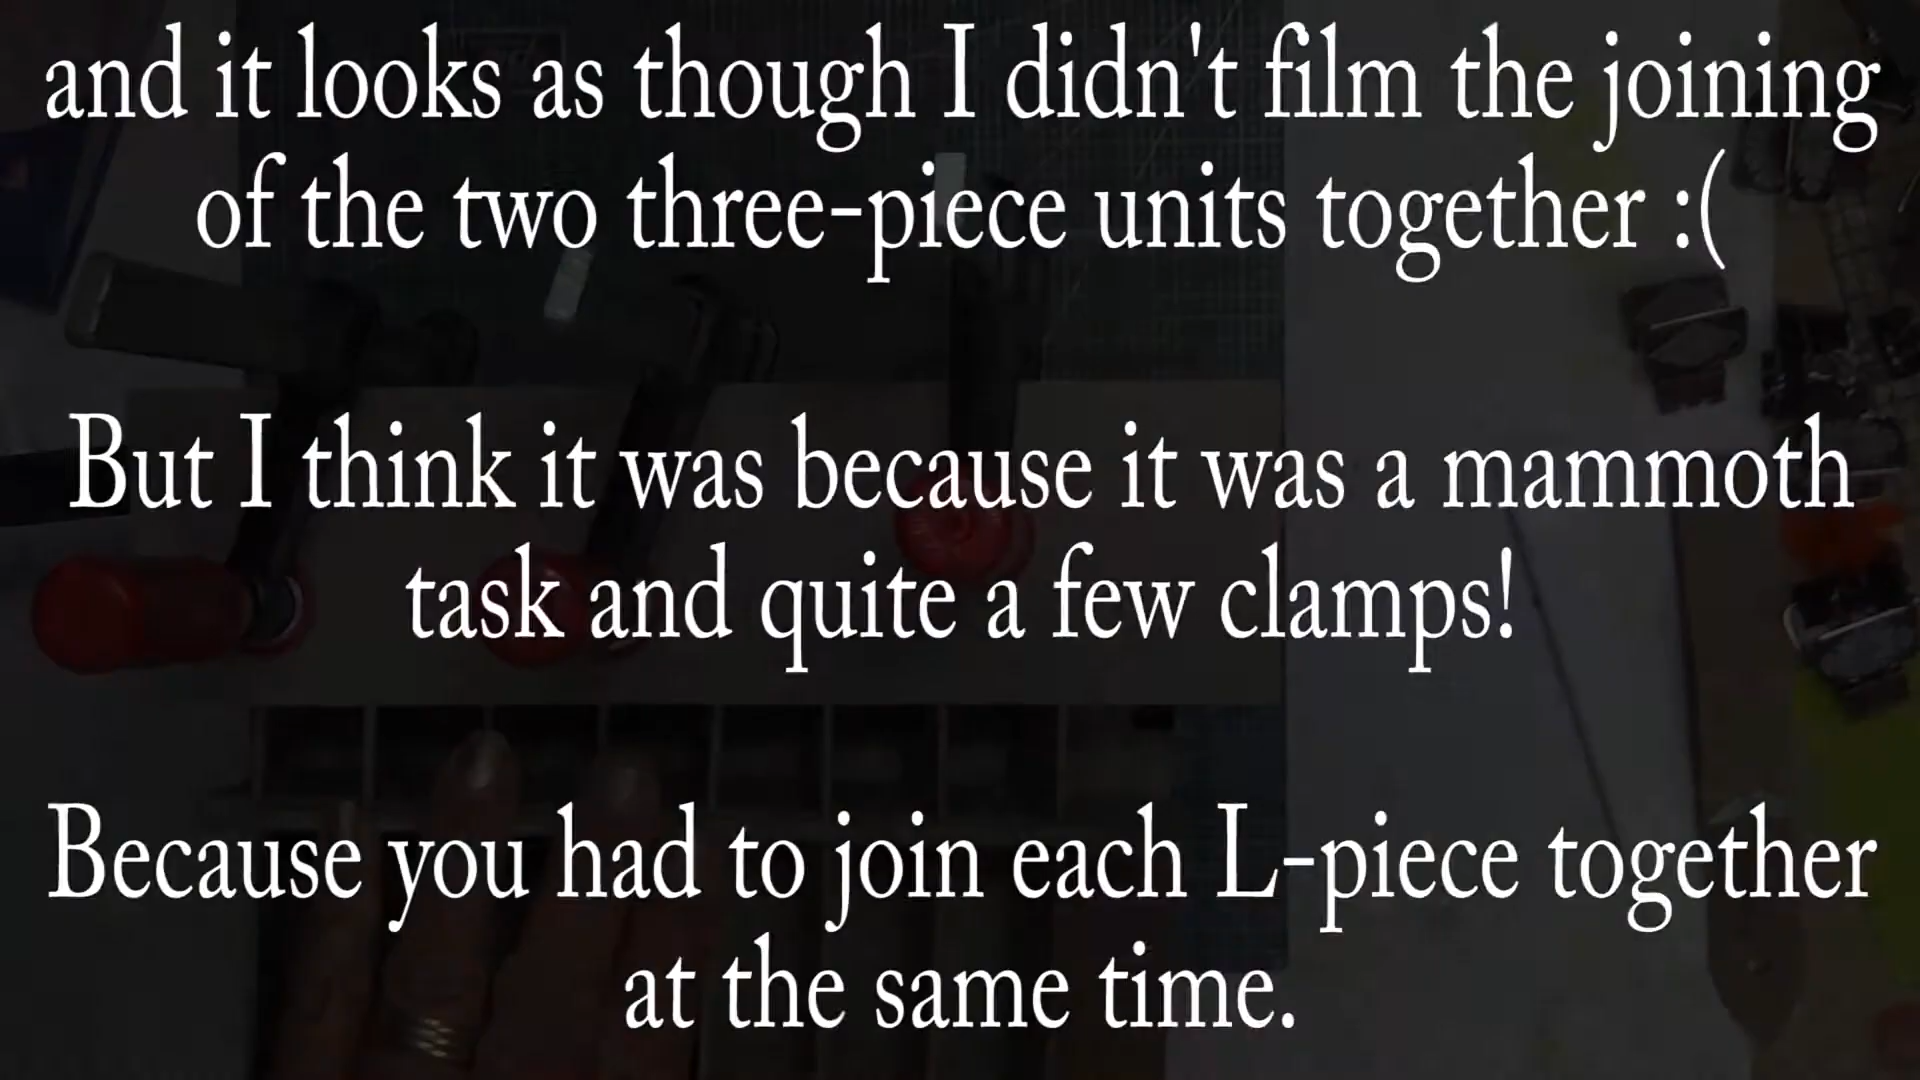 and it looks as though I didn't film the joining
of the two three-piece units together :(
But I think it was because it was a mammoth
task and quite a few clamps!
Because you had to join each L-piece together
at the same time.